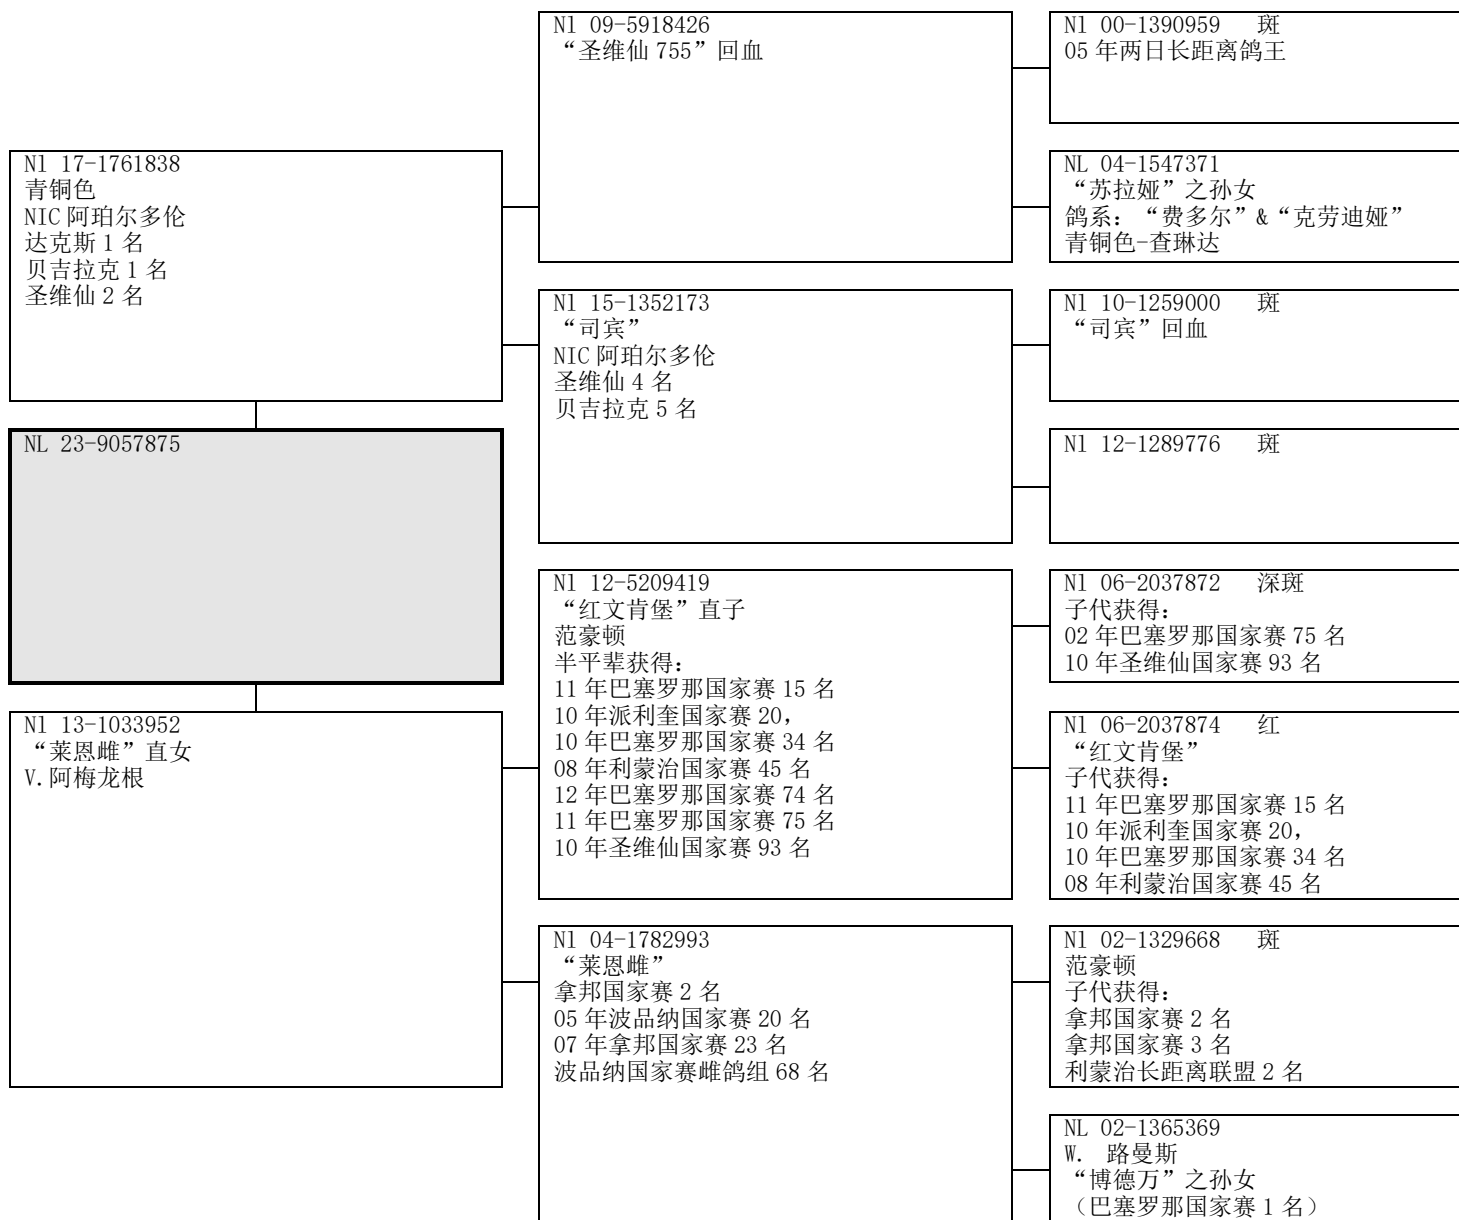 Nl 17-1761838
青铜色
NIC 阿珀尔多伦
达克斯 1 名
贝吉拉克 1 名
圣维仙 2 名
NL 23-9057875
Nl 13-1033952
“莱恩雌”直女
V.阿梅龙根
Nl 09-5918426
“圣维仙 755”回血
Nl 15-1352173
“司宾”
NIC 阿珀尔多伦
圣维仙 4 名
贝吉拉克 5 名
Nl 12-5209419
“红文肯堡”直子
范豪顿
半平辈获得：
11 年巴塞罗那国家赛 15 名
10 年派利奎国家赛 20，
10 年巴塞罗那国家赛 34 名
08 年利蒙治国家赛 45 名
12 年巴塞罗那国家赛 74 名
11 年巴塞罗那国家赛 75 名
10 年圣维仙国家赛 93 名
Nl 04-1782993
“莱恩雌”
拿邦国家赛 2 名
05 年波品纳国家赛 20 名
07 年拿邦国家赛 23 名
波品纳国家赛雌鸽组 68 名
Nl 00-1390959 斑
05 年两日长距离鸽王
NL 04-1547371
“苏拉娅”之孙女
鸽系：“费多尔”&“克劳迪娅”
青铜色-查琳达
Nl 10-1259000 斑
“司宾”回血
Nl 12-1289776 斑
Nl 06-2037872 深斑
子代获得：
02 年巴塞罗那国家赛 75 名
10 年圣维仙国家赛 93 名
Nl 06-2037874 红
“红文肯堡”
子代获得：
11 年巴塞罗那国家赛 15 名
10 年派利奎国家赛 20，
10 年巴塞罗那国家赛 34 名
08 年利蒙治国家赛 45 名
Nl 02-1329668 斑
范豪顿
子代获得：
拿邦国家赛 2 名
拿邦国家赛 3 名
利蒙治长距离联盟 2 名
NL 02-1365369
W. 路曼斯
“博德万”之孙女
（巴塞罗那国家赛 1 名）